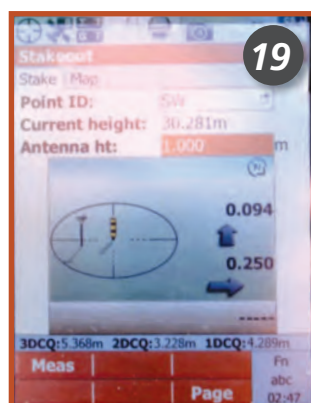 19
Stakeout
Stake Map
Point ID: SW
Current height: 30.281m
Antenna ht: 1.000 m
N
0.094
0.250
-----
3DCQ:5.368m 2DCQ:3.228m 1DCQ:4.289m
Meas Fn
abc
Page 02:47